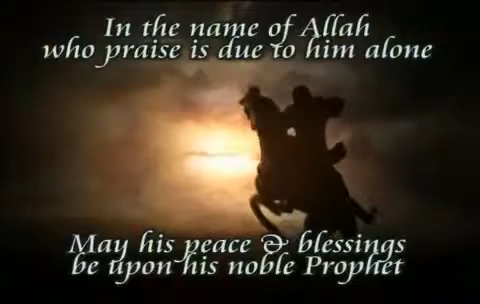 In the name of Allah
who praise is due to him alone
May his peace & blessings
be upon his noble Prophet